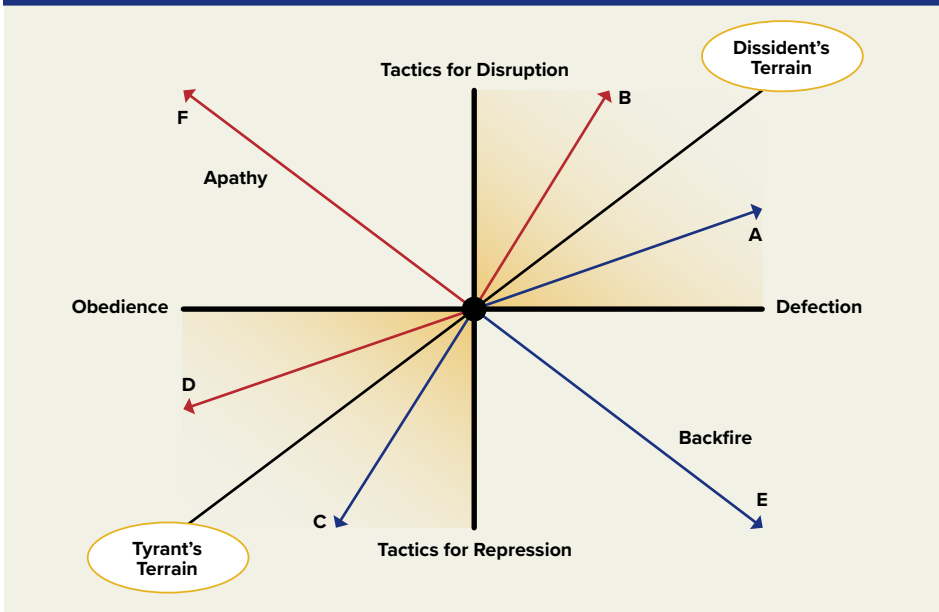 Dissident's
Terrain
Tactics for Disruption
B
F
Apathy
A
Obedience
Defection
D
Backfire
E
C
Tactics for Repression
Tyrant's
Terrain